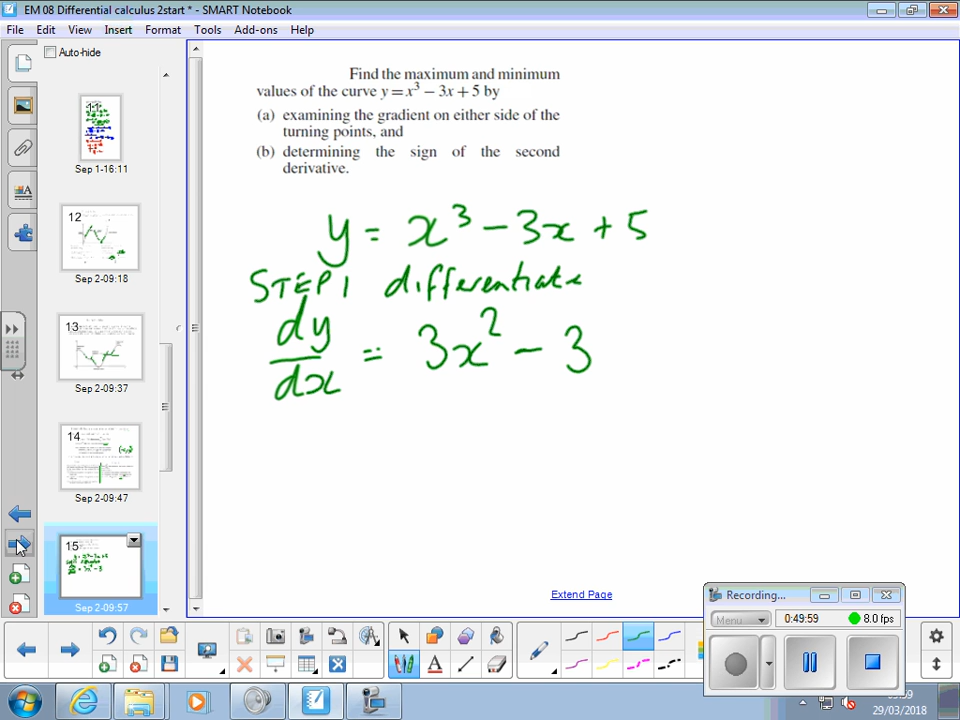 EM 08 Differential calculus 2start * - SMART Notebook
File Edit View Insert Format Tools Add-ons Help
Auto-hide
Sep 1-16:11
12
Sep 2-09:18
13
Sep 2-09:37
14
Sep 2-09:47
15
Sep 2-09:57
Find the maximum and minimum
values of the curve y = x³ − 3x + 5 by
(a) examining the gradient on either side of the
turning points, and
(b) determining the sign of the second
derivative.
y = x³ − 3x + 5
STEP 1 differentiate
dy/dx = 3x² − 3
Extend Page
Recording...
Menu
0:49:59
8.0 fps
29/03/2018